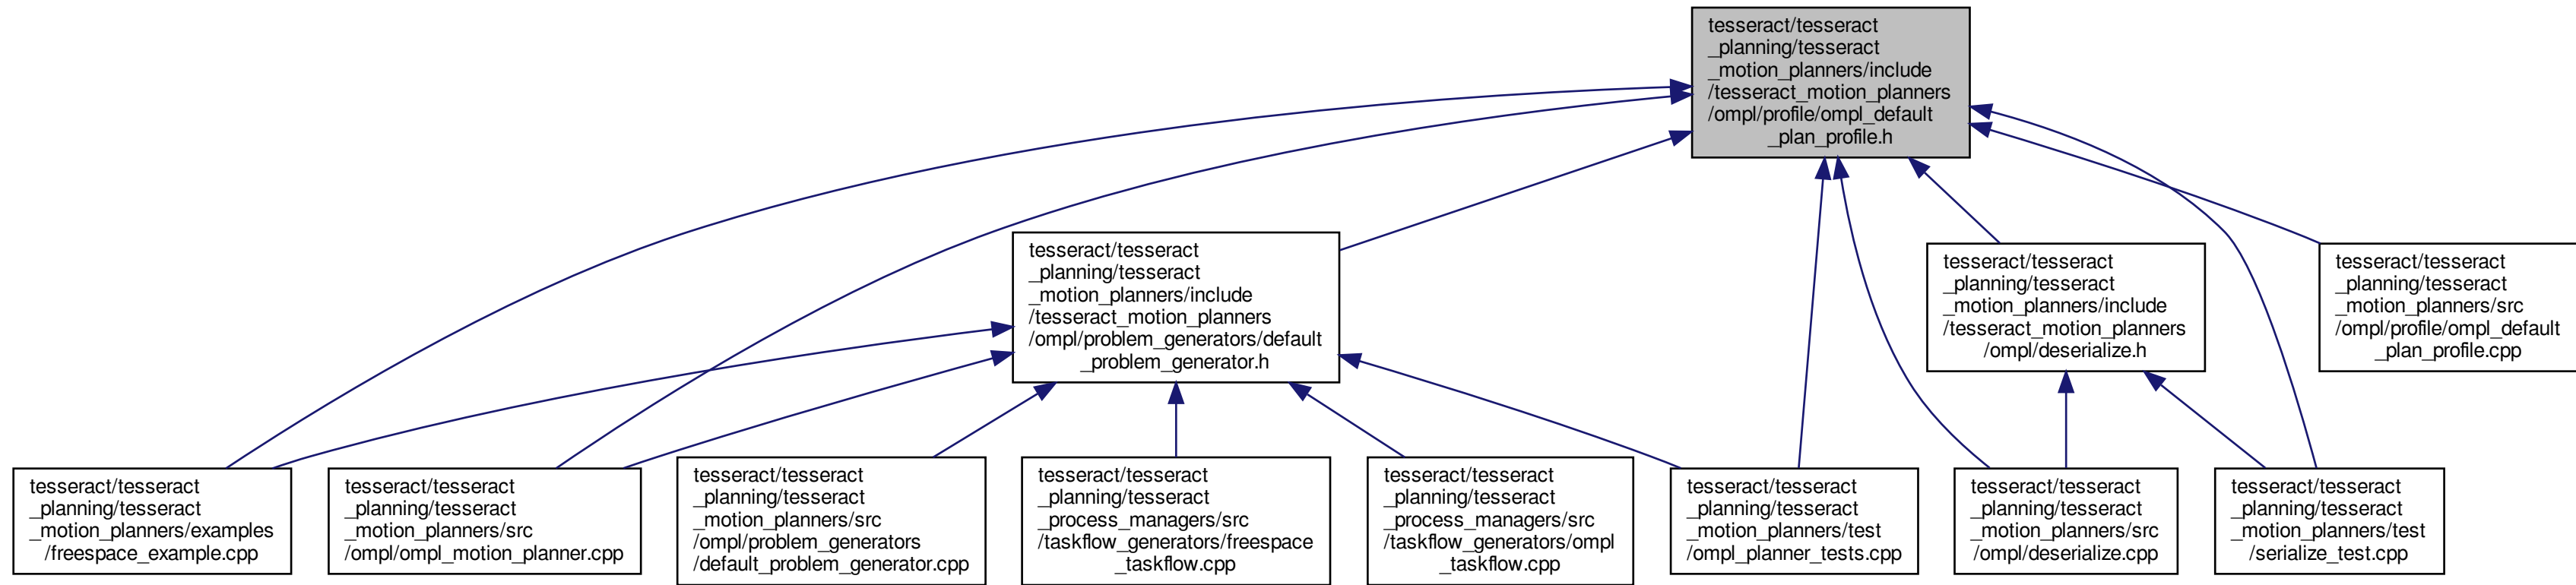 tesseract/tesseract
_planning/tesseract
_motion_planners/include
/tesseract_motion_planners
/ompl/profile/ompl_default
_plan_profile.h
tesseract/tesseract
_planning/tesseract
_motion_planners/include
/tesseract_motion_planners
/ompl/problem_generators/default
_problem_generator.h
tesseract/tesseract
_planning/tesseract
_motion_planners/include
/tesseract_motion_planners
/ompl/deserialize.h
tesseract/tesseract
_planning/tesseract
_motion_planners/src
/ompl/profile/ompl_default
_plan_profile.cpp
tesseract/tesseract
_planning/tesseract
_motion_planners/examples
/freespace_example.cpp
tesseract/tesseract
_planning/tesseract
_motion_planners/src
/ompl/ompl_motion_planner.cpp
tesseract/tesseract
_planning/tesseract
_motion_planners/src
/ompl/problem_generators
/default_problem_generator.cpp
tesseract/tesseract
_planning/tesseract
_process_managers/src
/taskflow_generators/freespace
_taskflow.cpp
tesseract/tesseract
_planning/tesseract
_process_managers/src
/taskflow_generators/ompl
_taskflow.cpp
tesseract/tesseract
_planning/tesseract
_motion_planners/test
/ompl_planner_tests.cpp
tesseract/tesseract
_planning/tesseract
_motion_planners/src
/ompl/deserialize.cpp
tesseract/tesseract
_planning/tesseract
_motion_planners/test
/serialize_test.cpp